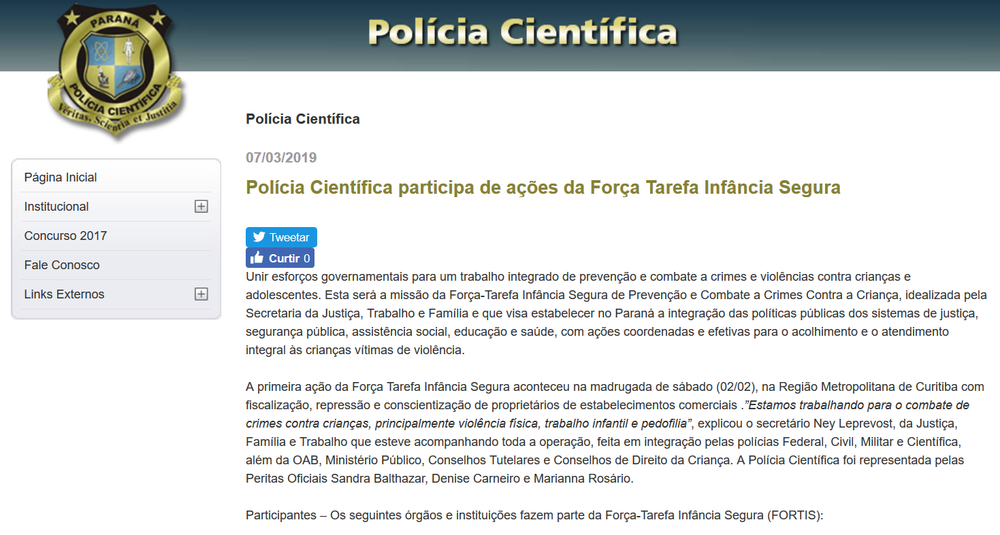 PARANÁ
POLÍCIA CIENTÍFICA
Veritas, Scientia et Justitia
Polícia Científica
Página Inicial
Institucional
Concurso 2017
Fale Conosco
Links Externos
Polícia Científica
07/03/2019
Polícia Científica participa de ações da Força Tarefa Infância Segura
Tweetar
Curtir 0
Unir esforços governamentais para um trabalho integrado de prevenção e combate a crimes e violências contra crianças e
adolescentes. Esta será a missão da Força-Tarefa Infância Segura de Prevenção e Combate a Crimes Contra a Criança, idealizada pela
Secretaria da Justiça, Trabalho e Família e que visa estabelecer no Paraná a integração das políticas públicas dos sistemas de justiça,
segurança pública, assistência social, educação e saúde, com ações coordenadas e efetivas para o acolhimento e o atendimento
integral às crianças vítimas de violência.
A primeira ação da Força Tarefa Infância Segura aconteceu na madrugada de sábado (02/02), na Região Metropolitana de Curitiba com
fiscalização, repressão e conscientização de proprietários de estabelecimentos comerciais .”Estamos trabalhando para o combate de
crimes contra crianças, principalmente violência física, trabalho infantil e pedofilia”, explicou o secretário Ney Leprevost, da Justiça,
Família e Trabalho que esteve acompanhando toda a operação, feita em integração pelas polícias Federal, Civil, Militar e Científica,
além da OAB, Ministério Público, Conselhos Tutelares e Conselhos de Direito da Criança. A Polícia Científica foi representada pelas
Peritas Oficiais Sandra Balthazar, Denise Carneiro e Marianna Rosário.
Participantes – Os seguintes órgãos e instituições fazem parte da Força-Tarefa Infância Segura (FORTIS):